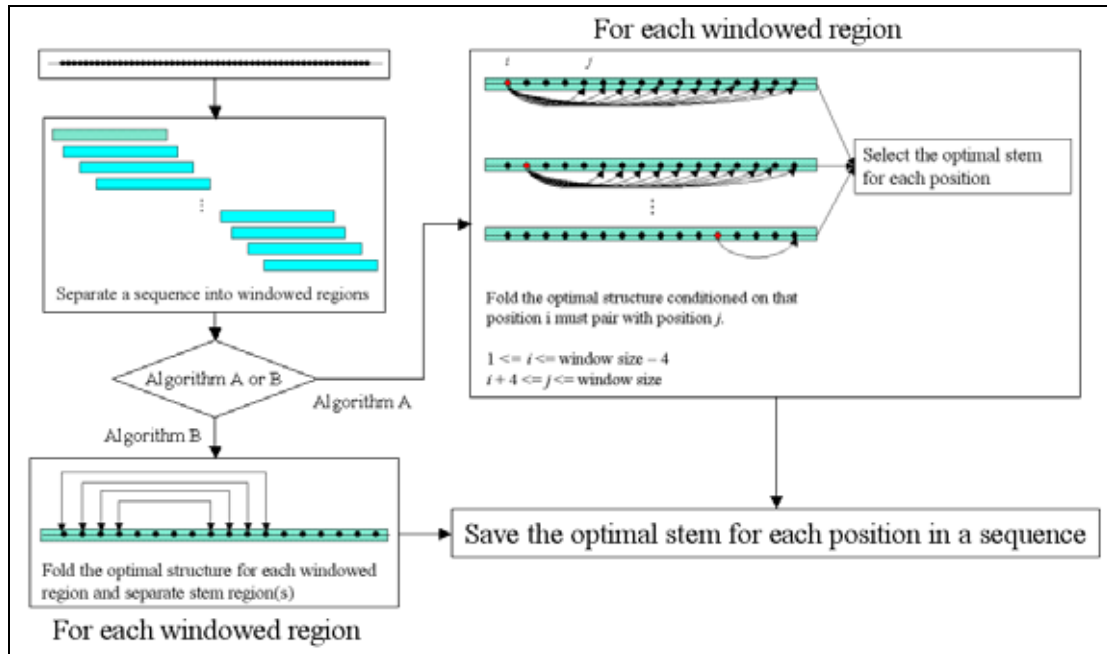 For each windowed region
i
j
Select the optimal stem
for each position
⋮
Separate a sequence into windowed regions
⋮
Fold the optimal structure conditioned on that
position i must pair with position j.
1 <= i <= window size – 4
i + 4 <= j <= window size
Algorithm A or B
Algorithm A
Algorithm B
Fold the optimal structure for each windowed
region and separate stem region(s)
For each windowed region
Save the optimal stem for each position in a sequence